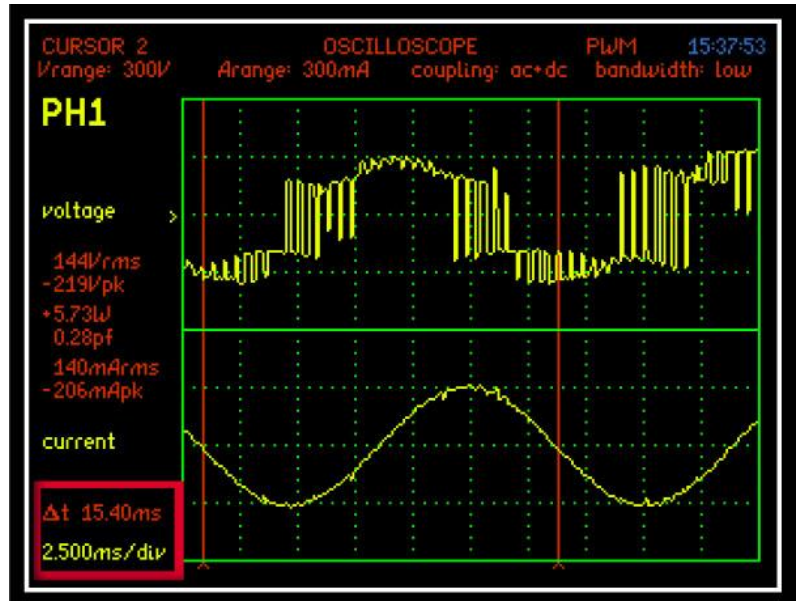 CURSOR 2 OSCILLOSCOPE PWM 15:37:53
Vrange: 300V Arange: 300mA coupling: ac+dc bandwidth: low
PH1
voltage >
144Vrms
-219Vpk
+5.73W
0.28pf
140mArms
-206mApk
current
Δt 15.40ms
2.500ms/div